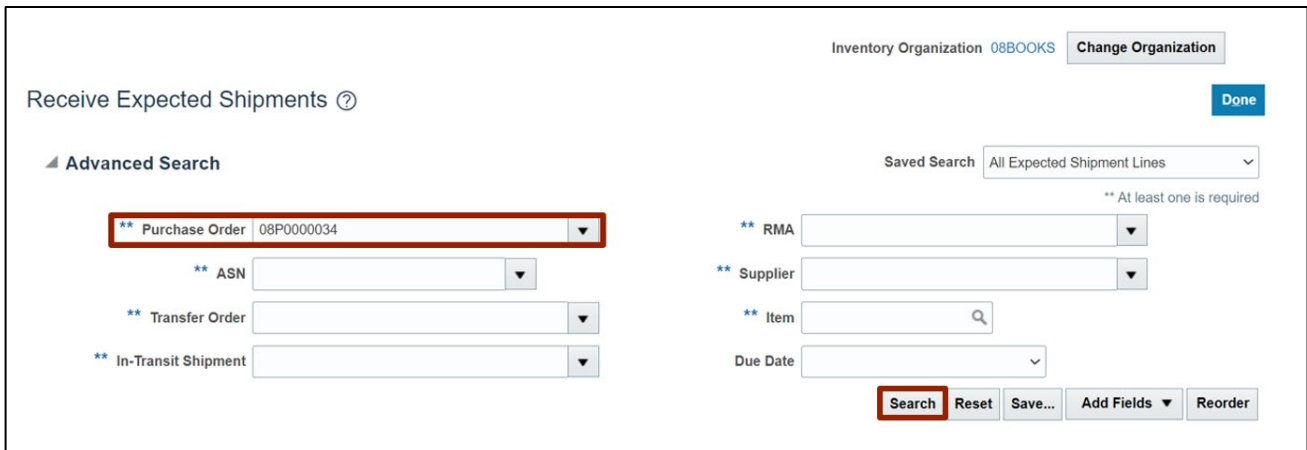 Inventory Organization 08BOOKS Change Organization
Receive Expected Shipments ? Done
Advanced Search Saved Search All Expected Shipment Lines
** At least one is required
** Purchase Order 08P0000034 ** RMA
** ASN ** Supplier
** Transfer Order ** Item
** In-Transit Shipment Due Date
Search Reset Save... Add Fields Reorder